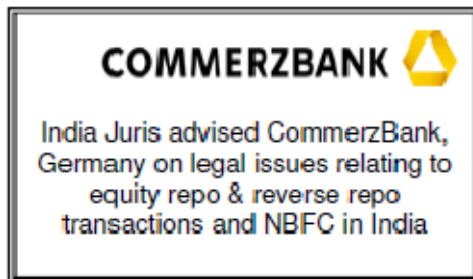 COMMERZBANK
India Juris advised CommerzBank,
Germany on legal issues relating to
equity repo & reverse repo
transactions and NBFC in India